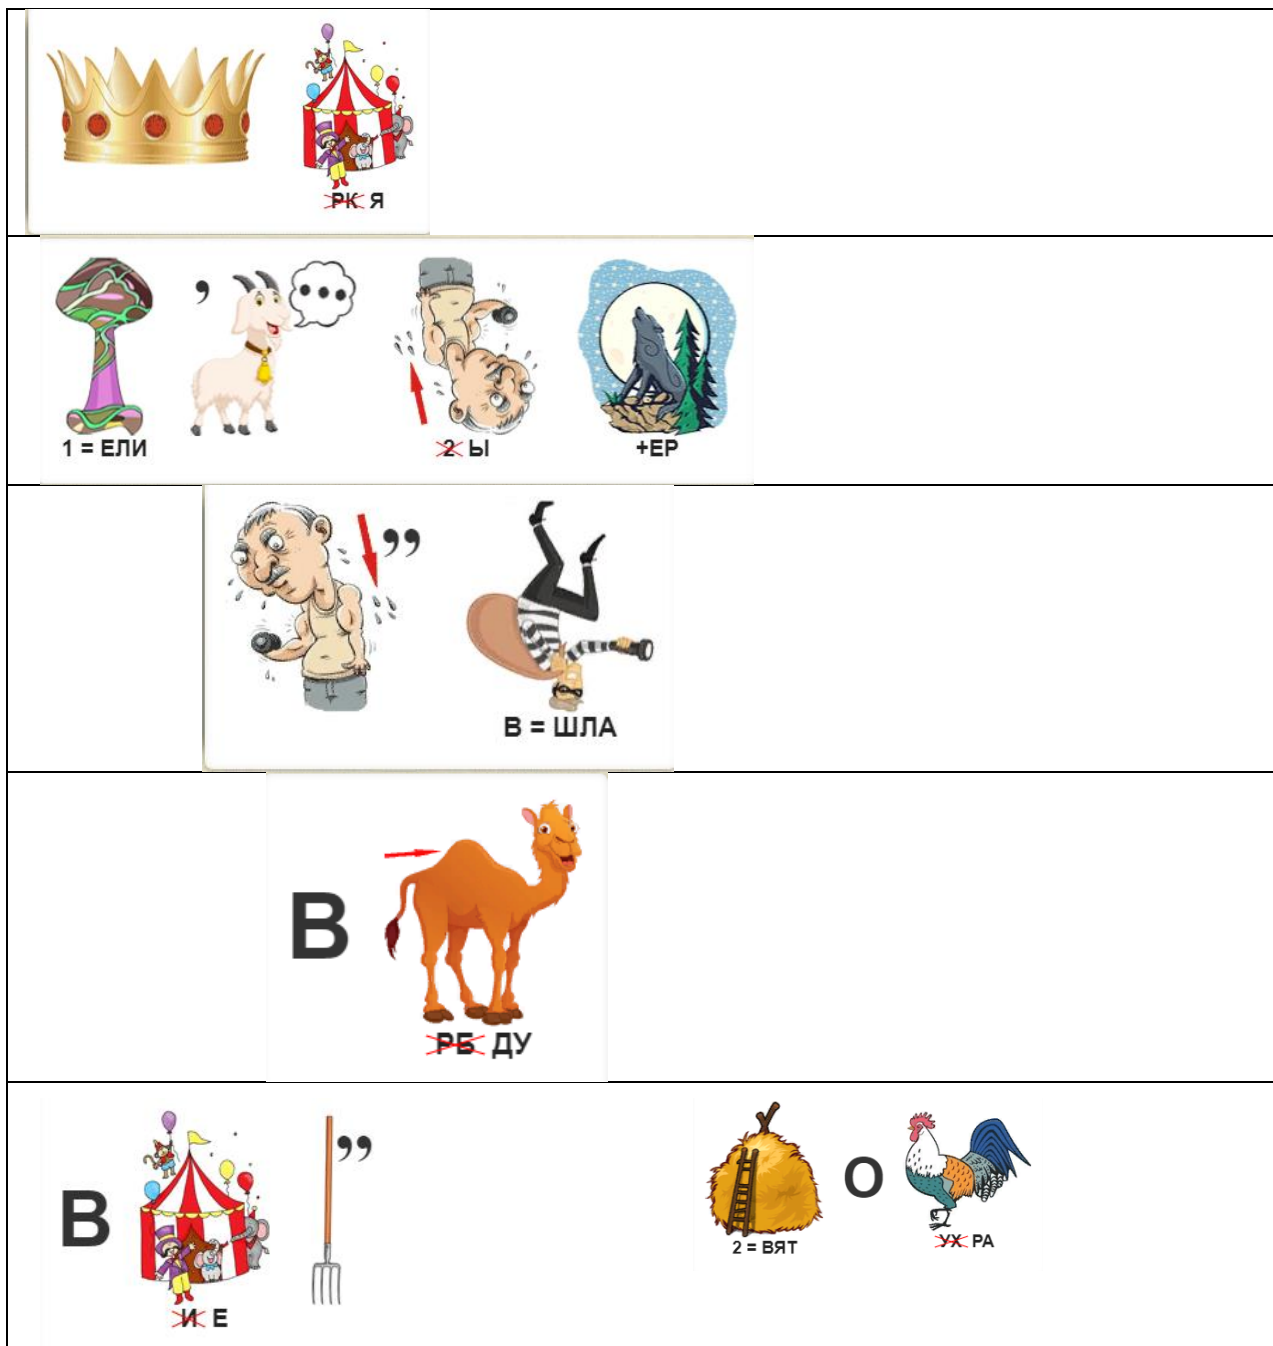 РК Я
,
1 = ЕЛИ
2 Ы
+ЕР
,,
В = ШЛА
В
РБ ДУ
В
И Е
,,
2 = ВЯТ
О
УХ РА